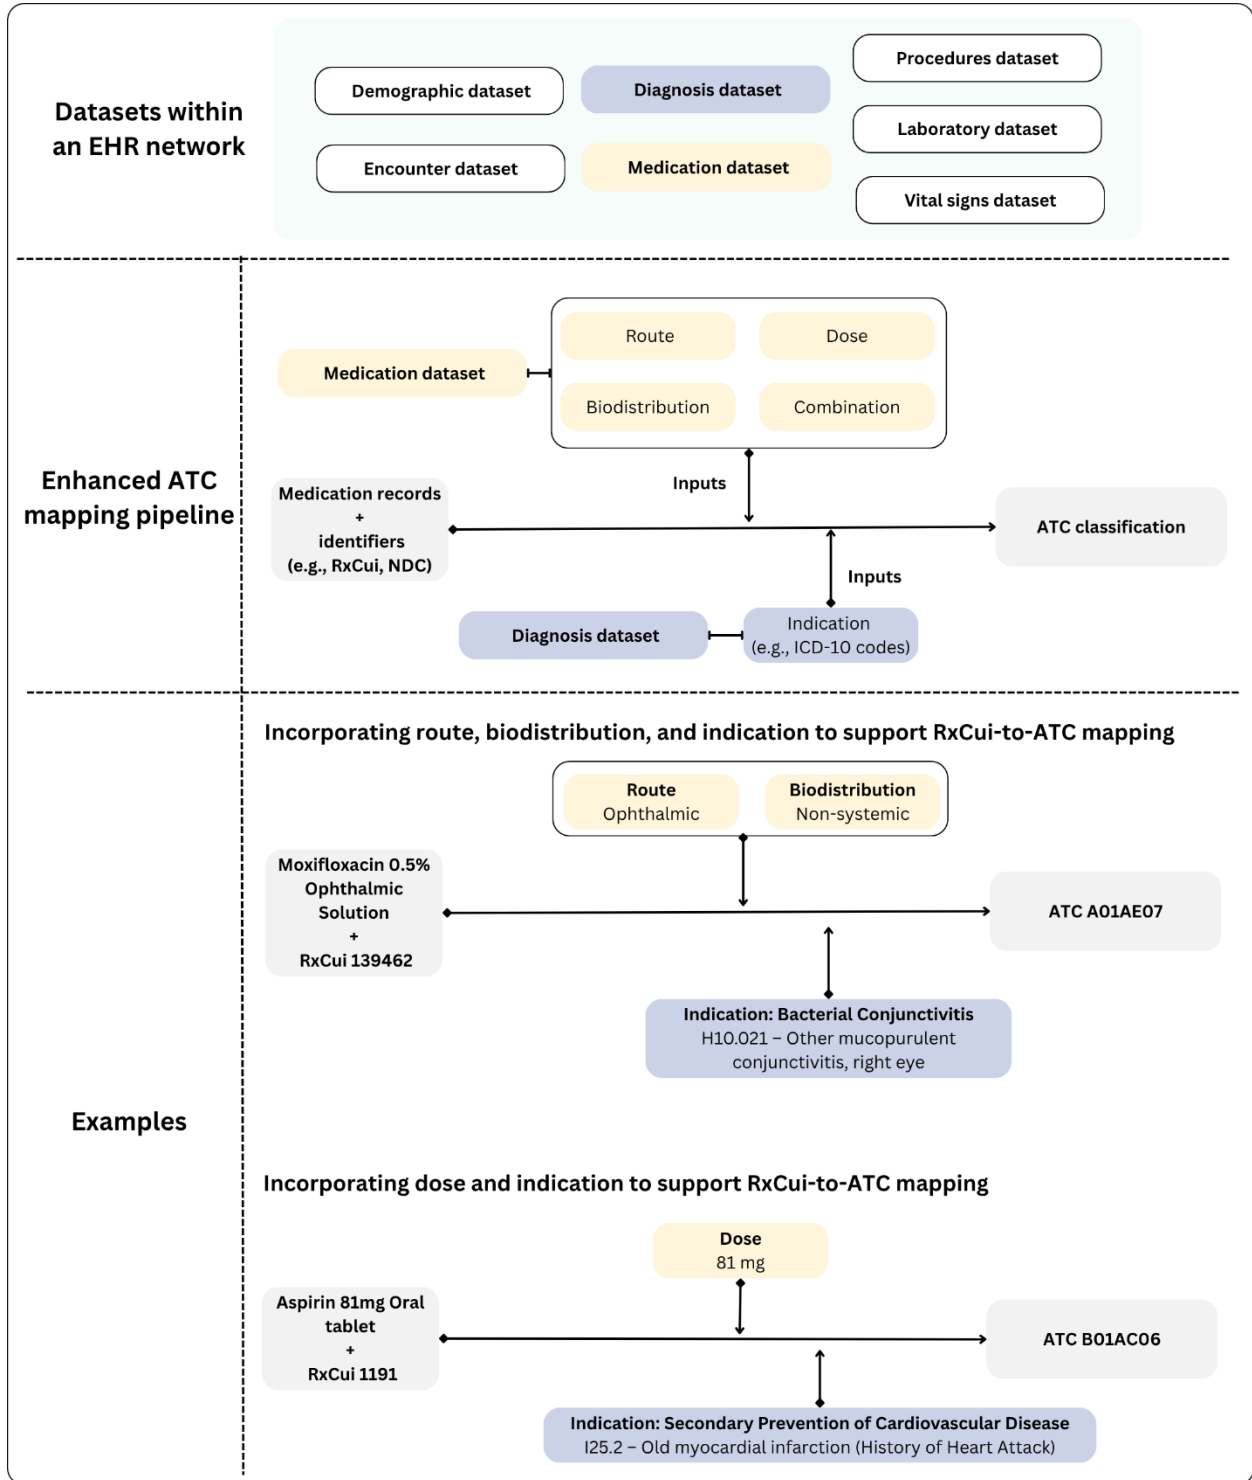 Datasets within
an EHR network
Demographic dataset
Encounter dataset
Diagnosis dataset
Medication dataset
Procedures dataset
Laboratory dataset
Vital signs dataset
Enhanced ATC
mapping pipeline
Medication dataset
Route
Dose
Biodistribution
Combination
Inputs
Medication records
+
identifiers
(e.g., RxCui, NDC)
ATC classification
Inputs
Diagnosis dataset
Indication
(e.g., ICD-10 codes)
Examples
Incorporating route, biodistribution, and indication to support RxCui-to-ATC mapping
Route
Ophthalmic
Biodistribution
Non-systemic
Moxifloxacin 0.5%
Ophthalmic
Solution
+
RxCui 139462
ATC A01AE07
Indication: Bacterial Conjunctivitis
H10.021 – Other mucopurulent
conjunctivitis, right eye
Incorporating dose and indication to support RxCui-to-ATC mapping
Dose
81 mg
Aspirin 81mg Oral
tablet
+
RxCui 1191
ATC B01AC06
Indication: Secondary Prevention of Cardiovascular Disease
I25.2 – Old myocardial infarction (History of Heart Attack)